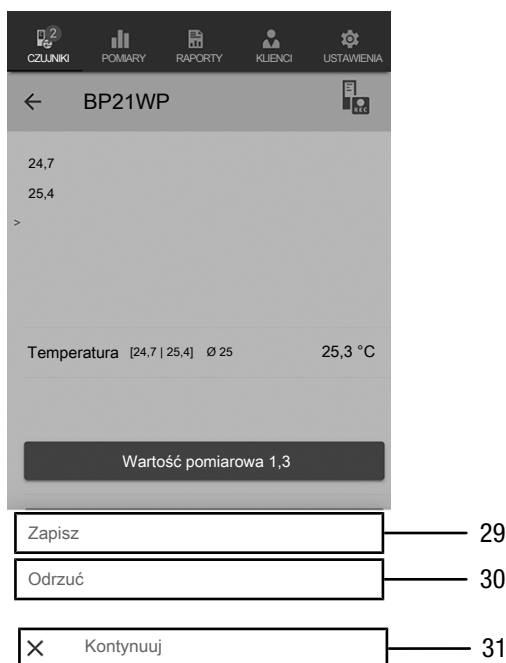 2
CZUJNIKI POMIARY RAPORTY KLIENCI USTAWIENIA
← BP21WP
REC
24,7
25,4
>
Temperatura [24,7 | 25,4] Ø 25 25,3 °C
Wartość pomiarowa 1,3
Zapisz 29
Odrzuć 30
Kontynuuj 31